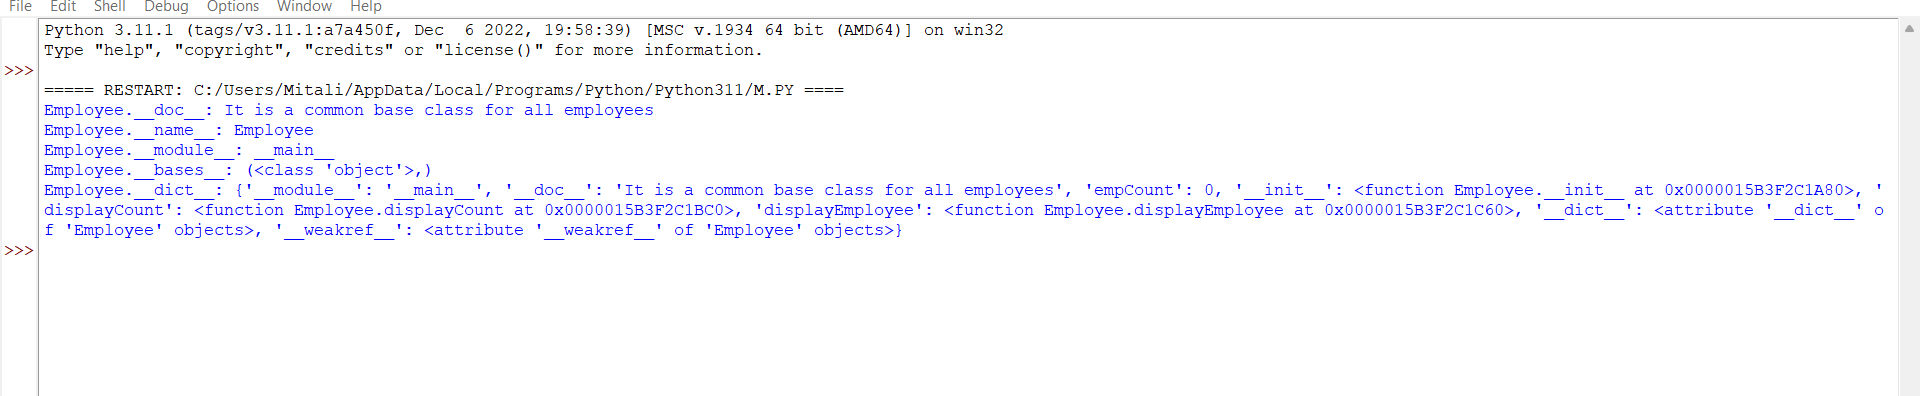 File Edit Shell Debug Options Window Help
Python 3.11.1 (tags/v3.11.1:a7a450f, Dec  6 2022, 19:58:39) [MSC v.1934 64 bit (AMD64)] on win32
Type "help", "copyright", "credits" or "license()" for more information.
>>>
===== RESTART: C:/Users/Mitali/AppData/Local/Programs/Python/Python311/M.PY ====
Employee.__doc__: It is a common base class for all employees
Employee.__name__: Employee
Employee.__module__: __main__
Employee.__bases__: (<class 'object'>,)
Employee.__dict__: {'__module__': '__main__', '__doc__': 'It is a common base class for all employees', 'empCount': 0, '__init__': <function Employee.__init__ at 0x0000015B3F2C1A80>, '
displayCount': <function Employee.displayCount at 0x0000015B3F2C1BC0>, 'displayEmployee': <function Employee.displayEmployee at 0x0000015B3F2C1C60>, '__dict__': <attribute '__dict__' o
f 'Employee' objects>, '__weakref__': <attribute '__weakref__' of 'Employee' objects>}
>>>